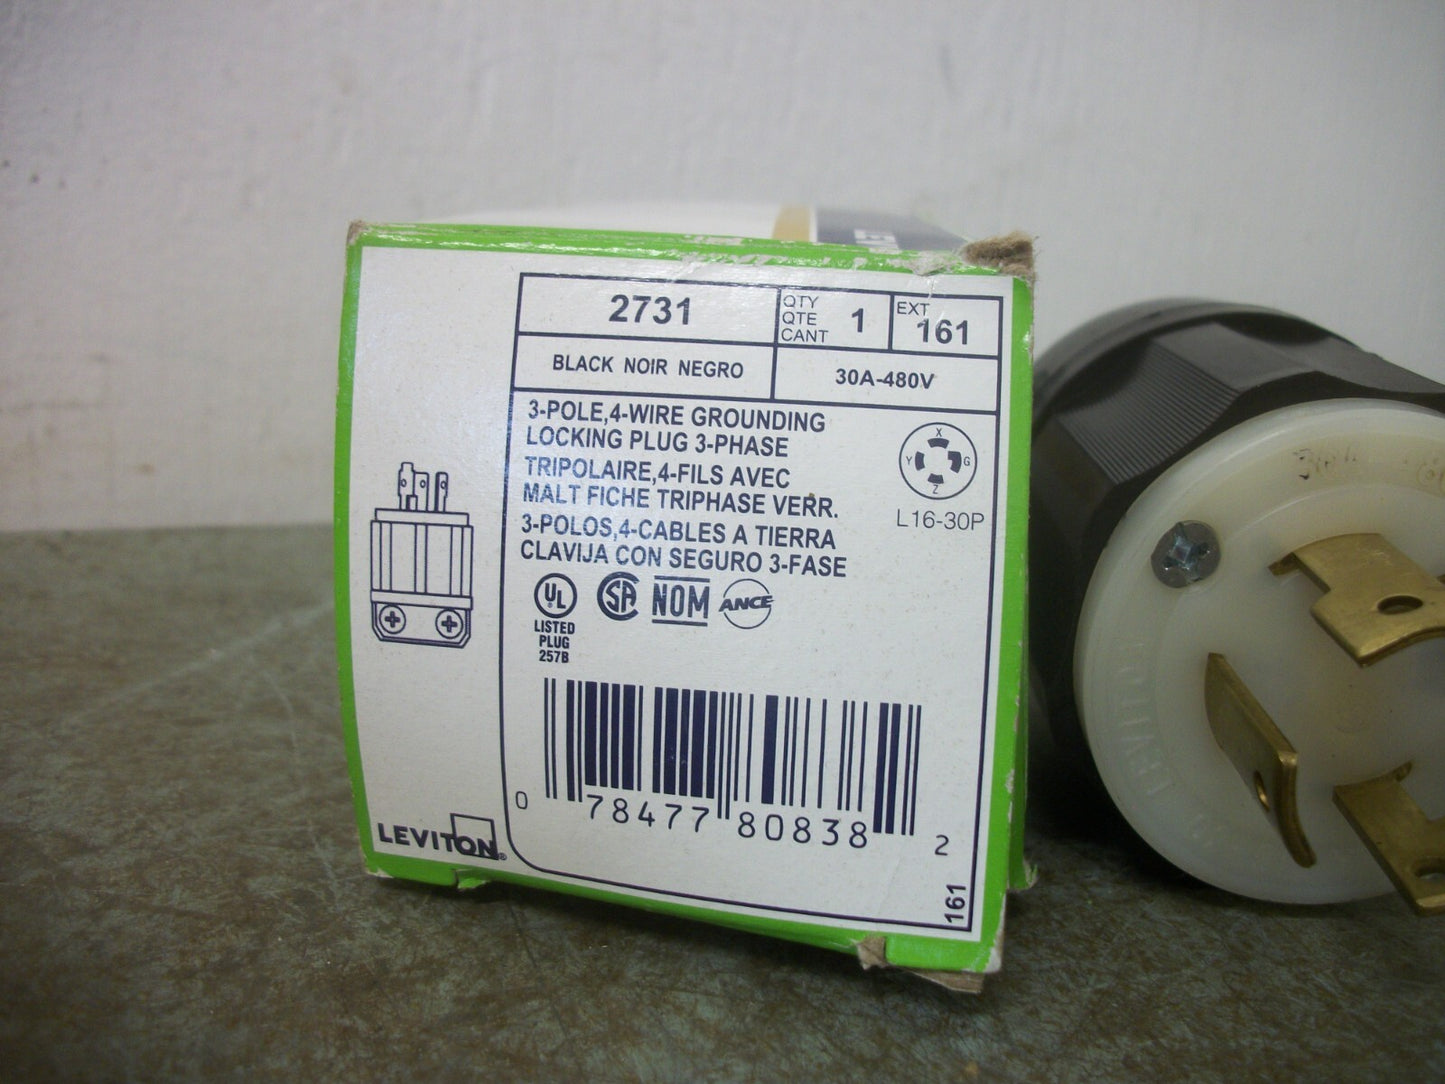 2731
QTY
QTE
CANT
1
EXT
161
BLACK NOIR NEGRO
30A-480V
3-POLE,4-WIRE GROUNDING
LOCKING PLUG 3-PHASE
TRIPOLAIRE,4-FILS AVEC
MALT FICHE TRIPHASE VERR.
3-POLOS,4-CABLES A TIERRA
CLAVIJA CON SEGURO 3-FASE
X
Y
G
Z
L16-30P
UL
LISTED
PLUG
257B
SA
NOM
ANCE
0 78477 80838 2
161
LEVITON®
LEVITON